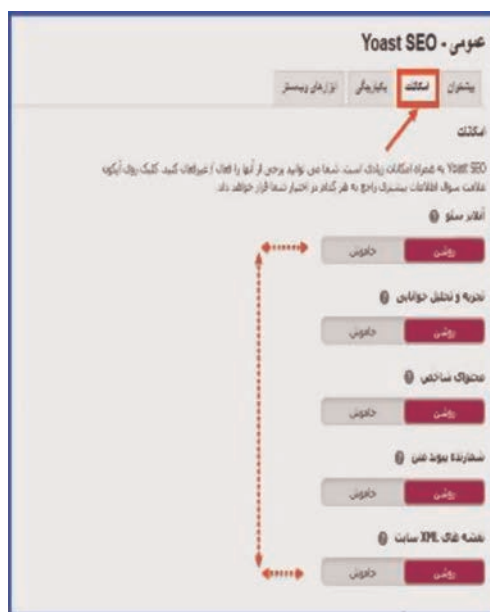 عمومی - Yoast SEO
پیشخوان امکانات یکپارچگی ابزارهای وبمستر
امکانات
Yoast SEO به همراه امکانات زیادی است. شما می توانید برخی از آنها را فعال / غیرفعال کنید. کلیک روی آیکون
علامت سوال اطلاعات بیشتری راجع به هر کدام در اختیار شما قرار خواهد داد.
آنالیز سئو
روشن خاموش
تجزیه و تحلیل خوانایی
روشن خاموش
محتوای شاخص
روشن خاموش
شمارنده پیوند متن
روشن خاموش
نقشه های XML سایت
روشن خاموش